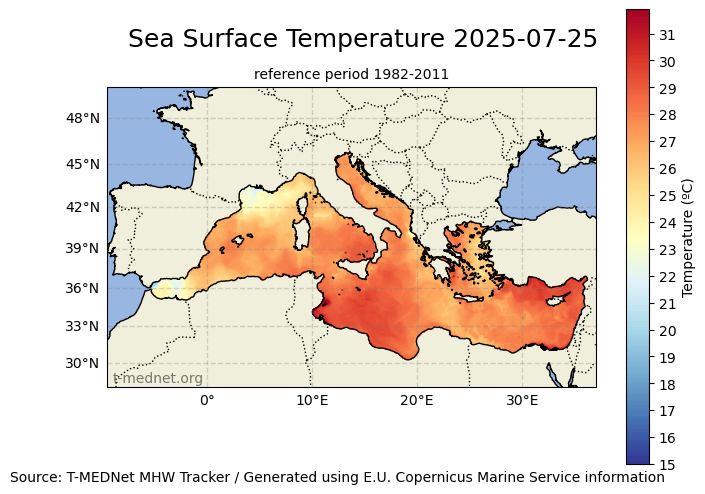 Sea Surface Temperature 2025-07-25
reference period 1982-2011
48°N
45°N
42°N
39°N
36°N
33°N
30°N
0°
10°E
20°E
30°E
t-mednet.org
31
30
29
28
27
26
25
24
23
22
21
20
19
18
17
16
15
Temperature (ºC)
Source: T-MEDNet MHW Tracker / Generated using E.U. Copernicus Marine Service information